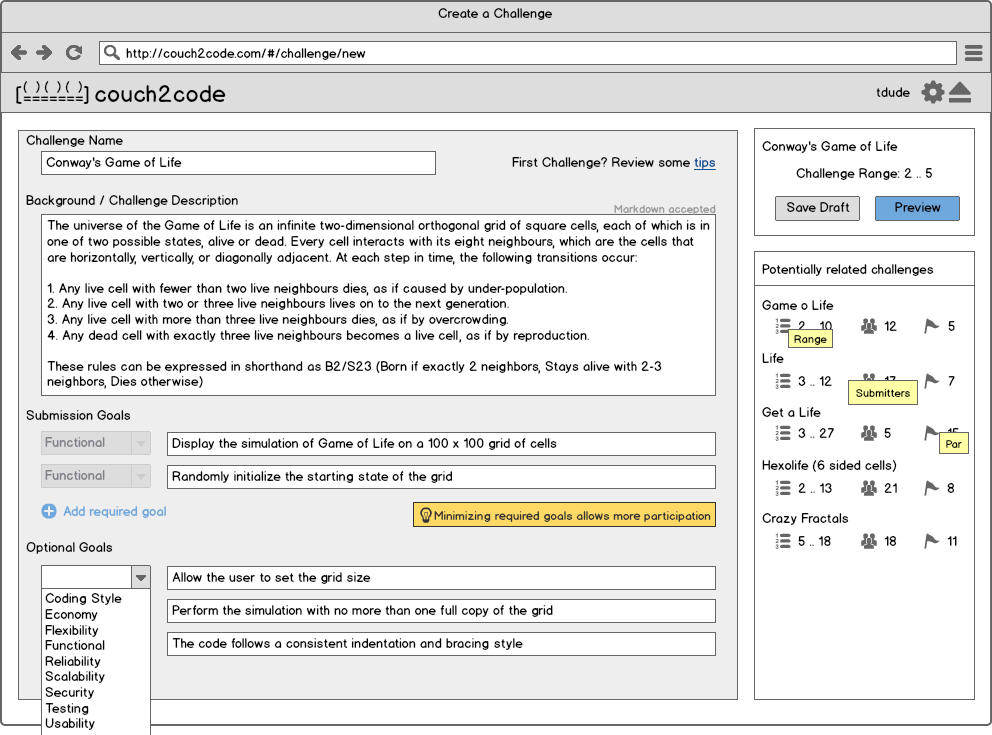 Create a Challenge
http://couch2code.com/#/challenge/new
[( )( )( )] couch2code
=======
tdude
Challenge Name
Conway's Game of Life
First Challenge? Review some tips
Background / Challenge Description
Markdown accepted
The universe of the Game of Life is an infinite two-dimensional orthogonal grid of square cells, each of which is in
one of two possible states, alive or dead. Every cell interacts with its eight neighbours, which are the cells that
are horizontally, vertically, or diagonally adjacent. At each step in time, the following transitions occur:
1. Any live cell with fewer than two live neighbours dies, as if caused by under-population.
2. Any live cell with two or three live neighbours lives on to the next generation.
3. Any live cell with more than three live neighbours dies, as if by overcrowding.
4. Any dead cell with exactly three live neighbours becomes a live cell, as if by reproduction.
These rules can be expressed in shorthand as B2/S23 (Born if exactly 2 neighbors, Stays alive with 2-3
neighbors, Dies otherwise)
Submission Goals
Functional
Display the simulation of Game of Life on a 100 x 100 grid of cells
Functional
Randomly initialize the starting state of the grid
Add required goal
Minimizing required goals allows more participation
Optional Goals
Allow the user to set the grid size
Perform the simulation with no more than one full copy of the grid
The code follows a consistent indentation and bracing style
Coding Style
Economy
Flexibility
Functional
Reliability
Scalability
Security
Testing
Usability
Conway's Game of Life
Challenge Range: 2 .. 5
Save Draft
Preview
Potentially related challenges
Game o Life
2 .. 10 12 5
Range
Life
3 .. 12 17 7
Submitters
Get a Life
3 .. 27 5 15
Par
Hexolife (6 sided cells)
2 .. 13 21 8
Crazy Fractals
5 .. 18 18 11